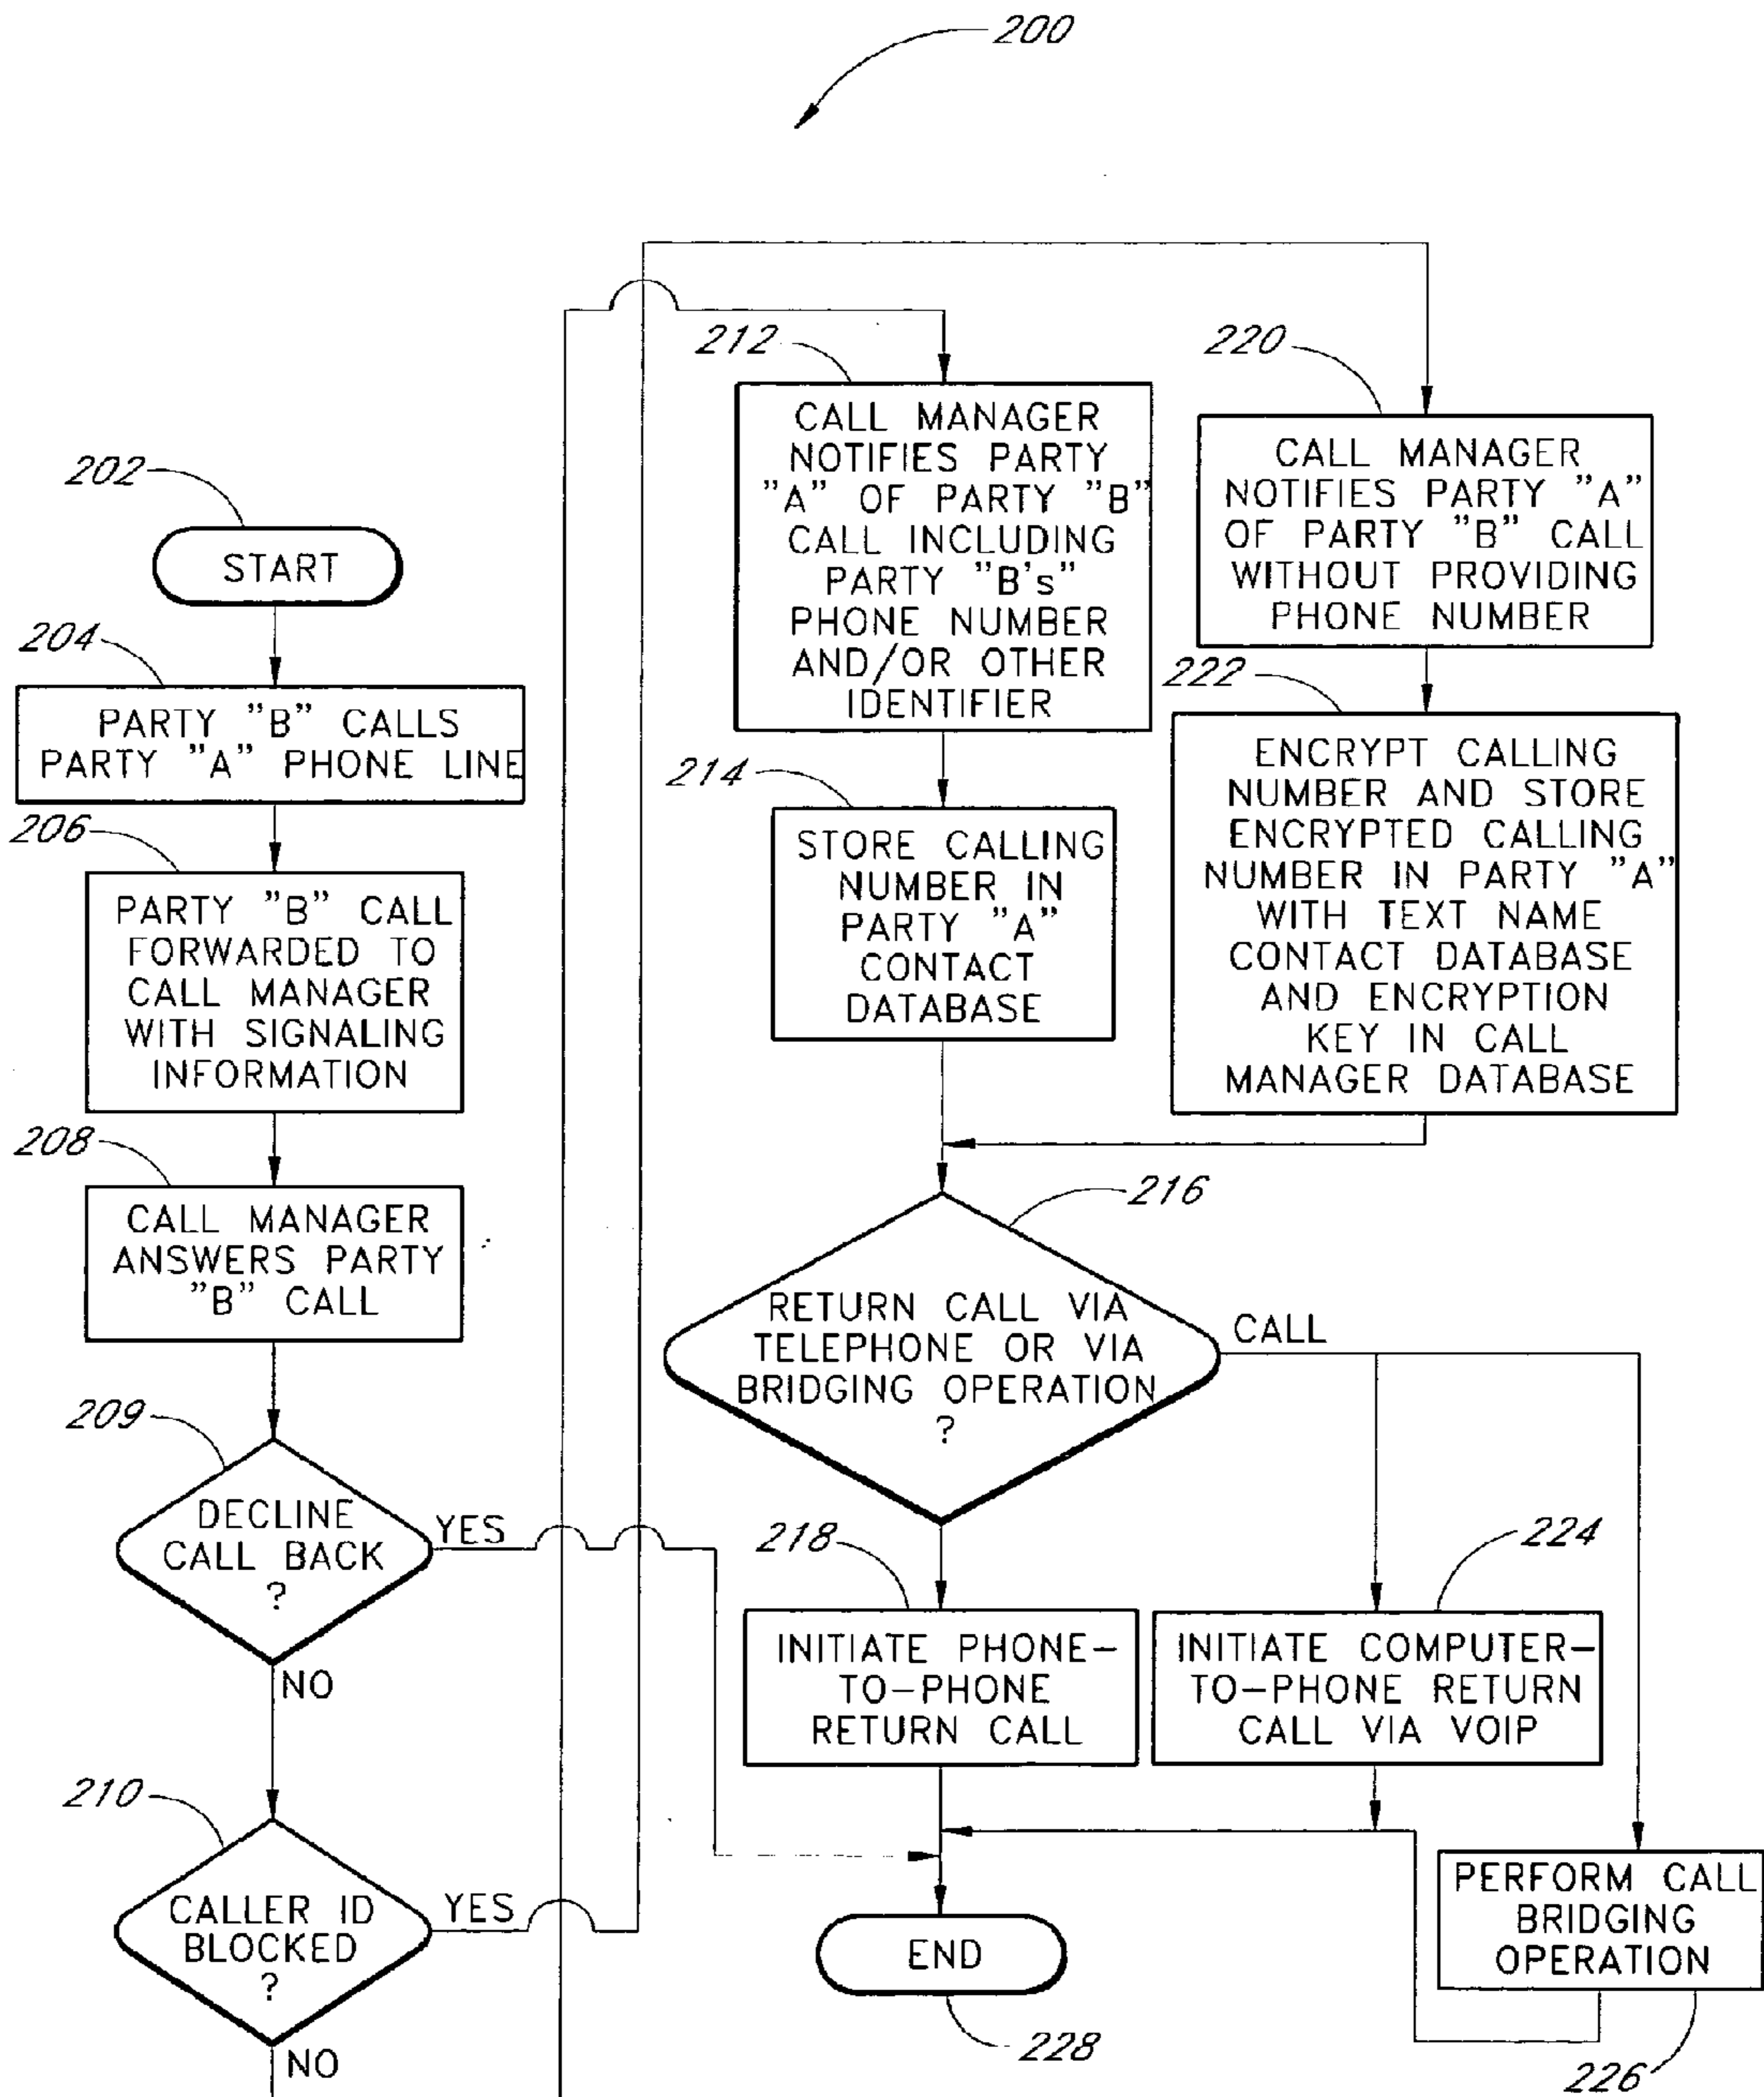 200
202
START
204
PARTY "B" CALLS
PARTY "A" PHONE LINE
206
PARTY "B" CALL
FORWARDED TO
CALL MANAGER
WITH SIGNALING
INFORMATION
208
CALL MANAGER
ANSWERS PARTY
"B" CALL
209
DECLINE
CALL BACK
?
YES
NO
210
CALLER ID
BLOCKED
?
YES
NO
212
CALL MANAGER
NOTIFIES PARTY
"A" OF PARTY "B"
CALL INCLUDING
PARTY "B's"
PHONE NUMBER
AND/OR OTHER
IDENTIFIER
214
STORE CALLING
NUMBER IN
PARTY "A"
CONTACT
DATABASE
220
CALL MANAGER
NOTIFIES PARTY "A"
OF PARTY "B" CALL
WITHOUT PROVIDING
PHONE NUMBER
222
ENCRYPT CALLING
NUMBER AND STORE
ENCRYPTED CALLING
NUMBER IN PARTY "A"
WITH TEXT NAME
CONTACT DATABASE
AND ENCRYPTION
KEY IN CALL
MANAGER DATABASE
216
RETURN CALL VIA
TELEPHONE OR VIA
BRIDGING OPERATION
?
CALL
218
INITIATE PHONE-
TO-PHONE
RETURN CALL
224
INITIATE COMPUTER-
TO-PHONE RETURN
CALL VIA VOIP
PERFORM CALL
BRIDGING
OPERATION
226
END
228